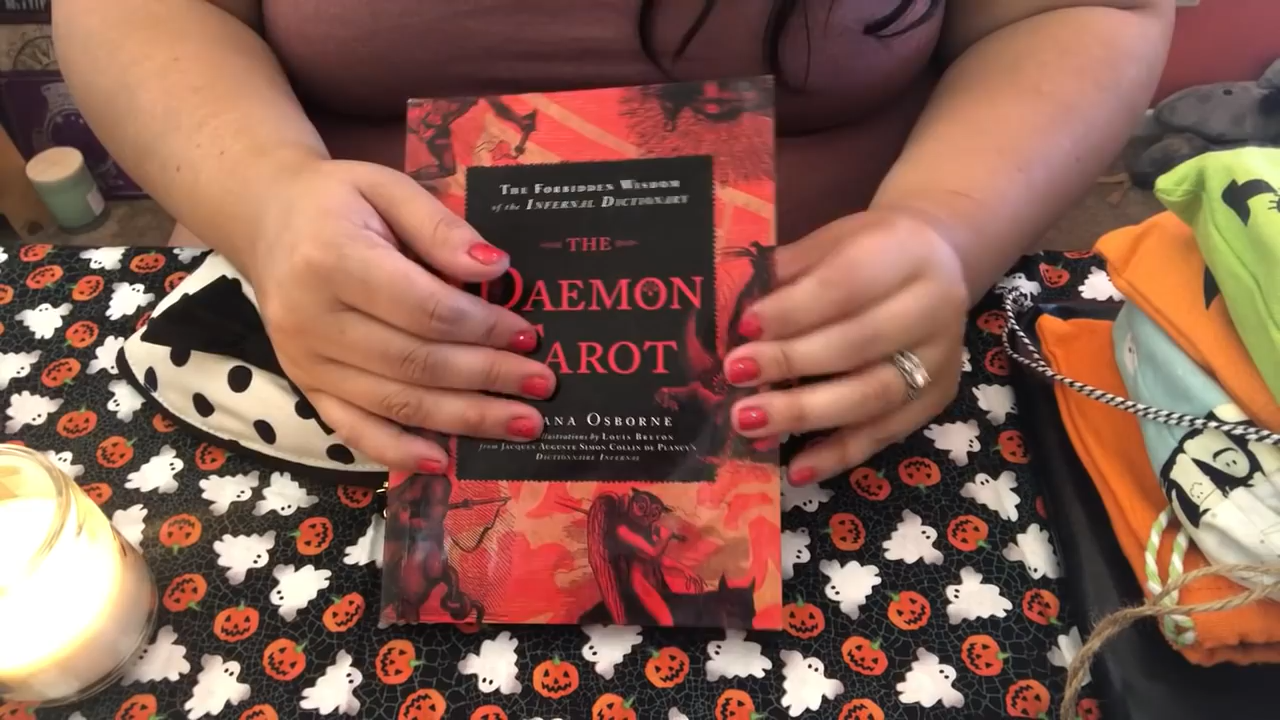 THE FORBIDDEN WISDOM
of the INFERNAL DICTIONARY
THE
DAEMON
TAROT
ANA OSBORNE
illustrations by LOUIS BRETON
from JACQUES AUGUSTE SIMON COLLIN DE PLANCY'S
DICTIONNAIRE INFERNAL